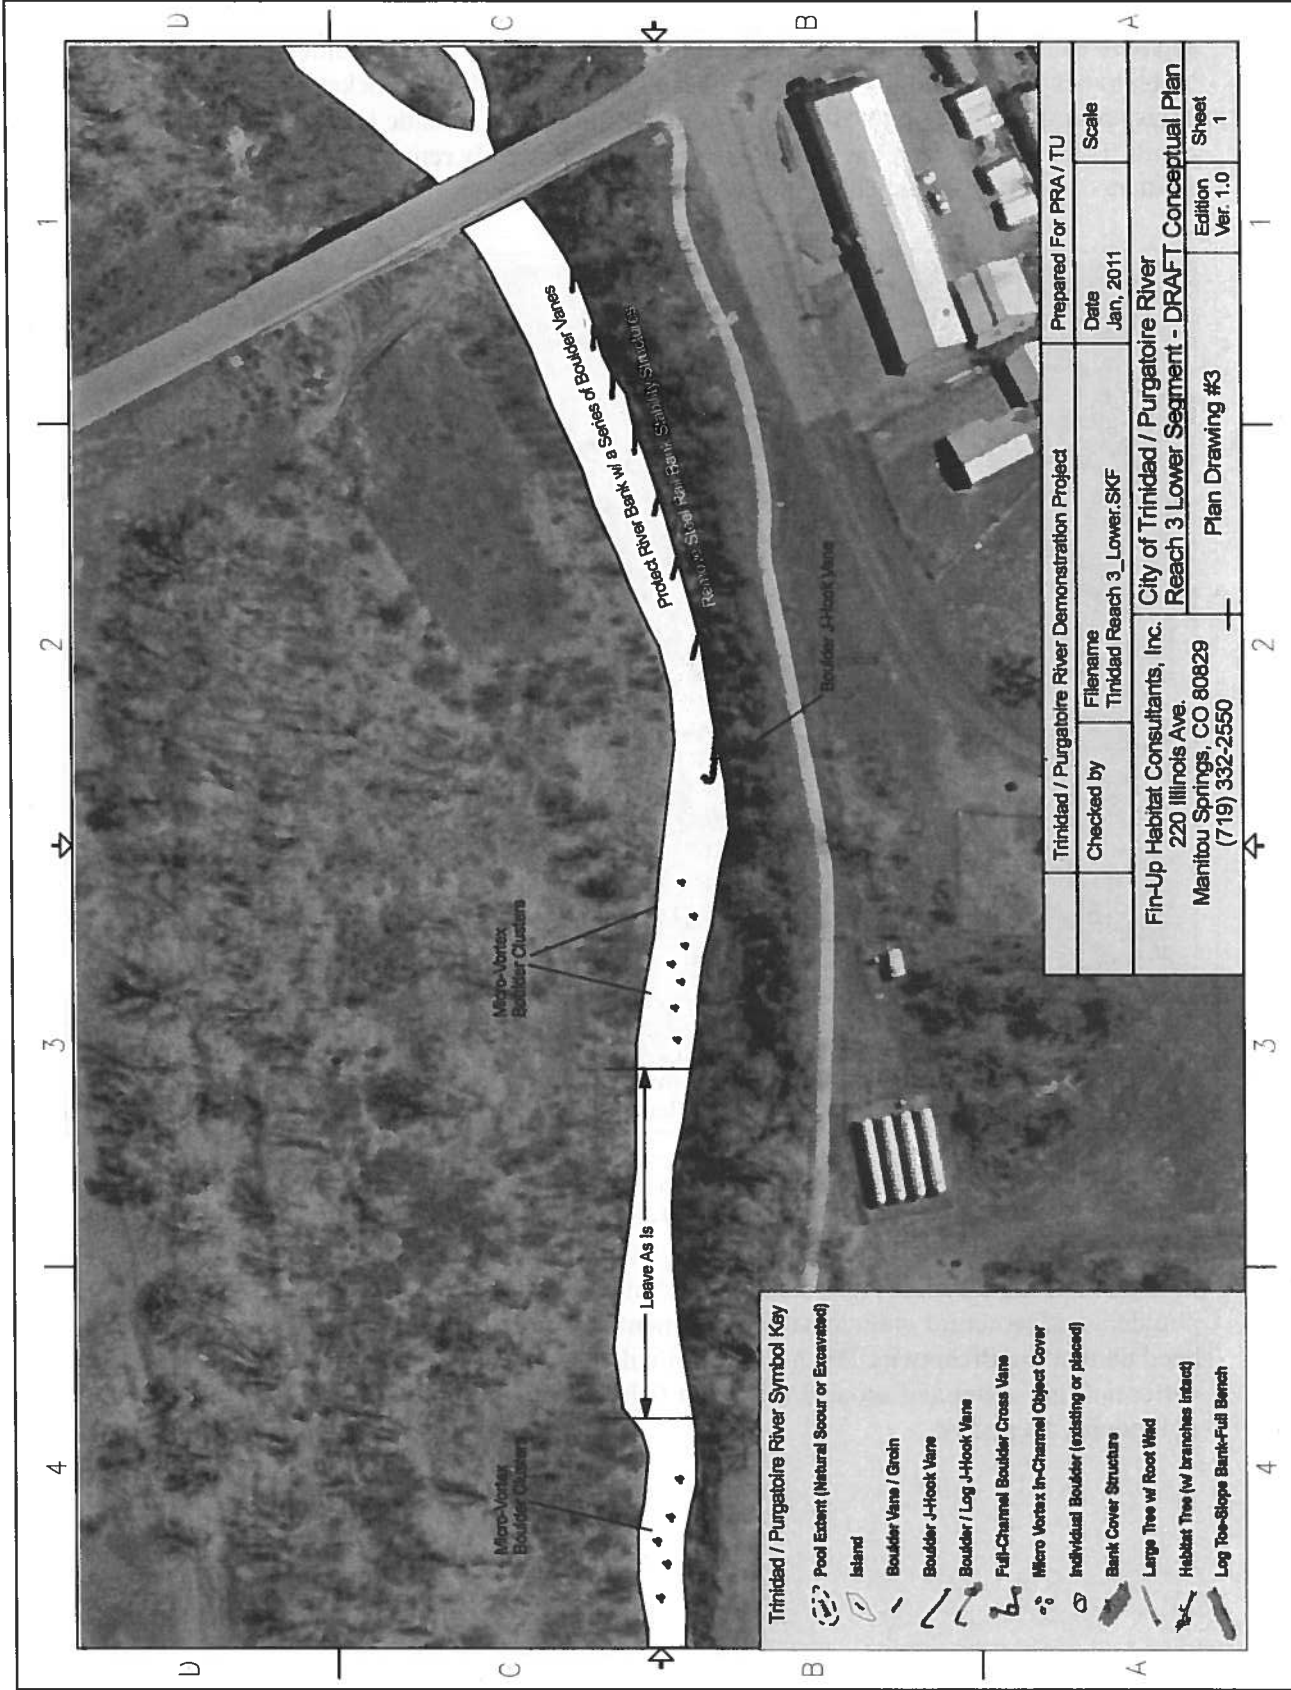 D
C
B
A
1
2
3
4
Micro-Vortex
Boulder Clusters
Leave As Is
Micro-Vortex
Boulder Clusters
Protect River Bank w/ a Series of Boulder Vanes
Remove Steel Rail Bank Stability Structures
Boulder J-Hook Vane
Trinidad / Purgatoire River Symbol Key
Pool Extent (Natural Scour or Excavated)
Island
Boulder Vane / Groin
Boulder J-Hook Vane
Boulder / Log J-Hook Vane
Full-Channel Boulder Cross Vane
Micro Vortex In-Channel Object Cover
Individual Boulder (existing or placed)
Bank Cover Structure
Large Tree w/ Root Wad
Habitat Tree (w/ branches intact)
Log Toe-Slope Bank-Full Bench
Trinidad / Purgatoire River Demonstration Project
Prepared For PRA / TU
Checked by
Filename
Tinidad Reach 3_Lower.SKF
Date
Jan, 2011
Scale
Fin-Up Habitat Consultants, Inc.
220 Illinois Ave.
Manitou Springs, CO 80829
(719) 332-2550
City of Trinidad / Purgatoire River
Reach 3 Lower Segment - DRAFT Conceptual Plan
Plan Drawing #3
Edition
Ver. 1.0
Sheet
1
4
3
2
1
D
C
B
A